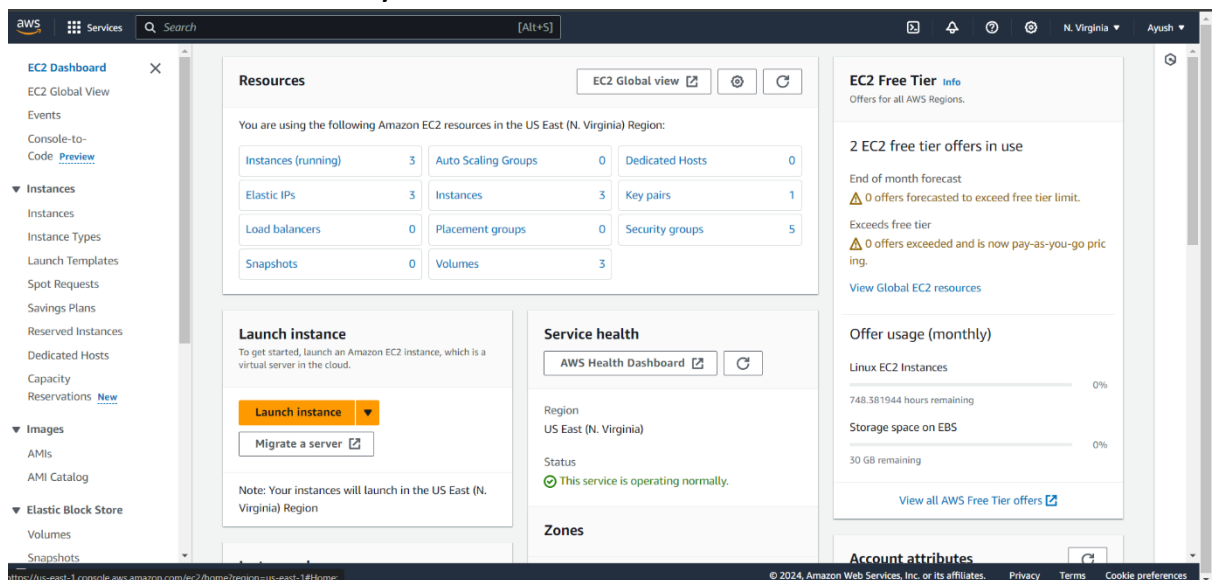 aws
Services
Search
[Alt+S]
N. Virginia ▼
Ayush ▼
EC2 Dashboard
EC2 Global View
Events
Console-to-
Code Preview
▼ Instances
Instances
Instance Types
Launch Templates
Spot Requests
Savings Plans
Reserved Instances
Dedicated Hosts
Capacity
Reservations New
▼ Images
AMIs
AMI Catalog
▼ Elastic Block Store
Volumes
Snapshots
https://us-east-1.console.aws.amazon.com/ec2/home?region=us-east-1#Home:
Resources
EC2 Global view
You are using the following Amazon EC2 resources in the US East (N. Virginia) Region:
Instances (running) 3 Auto Scaling Groups 0 Dedicated Hosts 0
Elastic IPs 3 Instances 3 Key pairs 1
Load balancers 0 Placement groups 0 Security groups 5
Snapshots 0 Volumes 3
Launch instance
To get started, launch an Amazon EC2 instance, which is a
virtual server in the cloud.
Launch instance ▼
Migrate a server
Note: Your instances will launch in the US East (N.
Virginia) Region
Service health
AWS Health Dashboard
Region
US East (N. Virginia)
Status
This service is operating normally.
Zones
EC2 Free Tier Info
Offers for all AWS Regions.
2 EC2 free tier offers in use
End of month forecast
0 offers forecasted to exceed free tier limit.
Exceeds free tier
0 offers exceeded and is now pay-as-you-go pric
ing.
View Global EC2 resources
Offer usage (monthly)
Linux EC2 Instances
0%
748.381944 hours remaining
Storage space on EBS
0%
30 GB remaining
View all AWS Free Tier offers
Account attributes
© 2024, Amazon Web Services, Inc. or its affiliates. Privacy Terms Cookie preferences